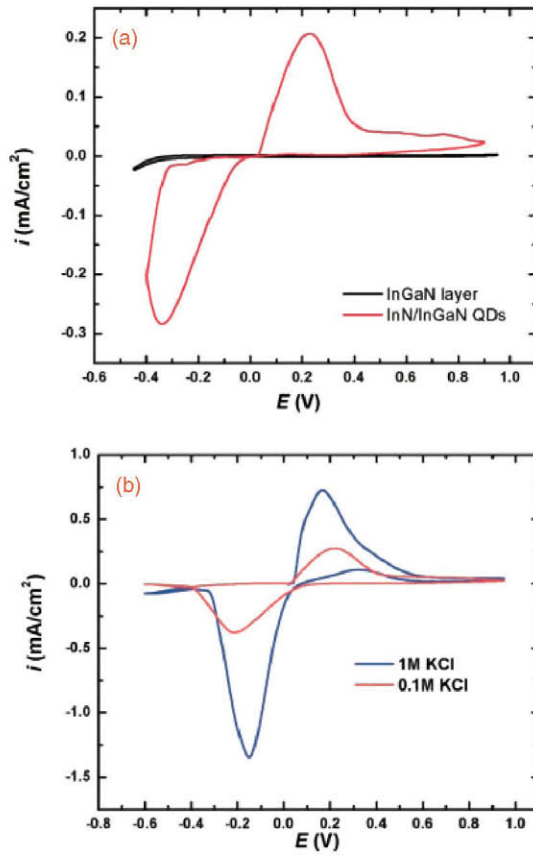 (a)
0.2
0.1
0.0
-0.1
-0.2
-0.3
i (mA/cm²)
InGaN layer
InN/InGaN QDs
-0.6 -0.4 -0.2 0.0 0.2 0.4 0.6 0.8 1.0
E (V)
(b)
1.0
0.5
0.0
-0.5
-1.0
-1.5
i (mA/cm²)
1M KCl
0.1M KCl
-0.8 -0.6 -0.4 -0.2 0.0 0.2 0.4 0.6 0.8 1.0
E (V)